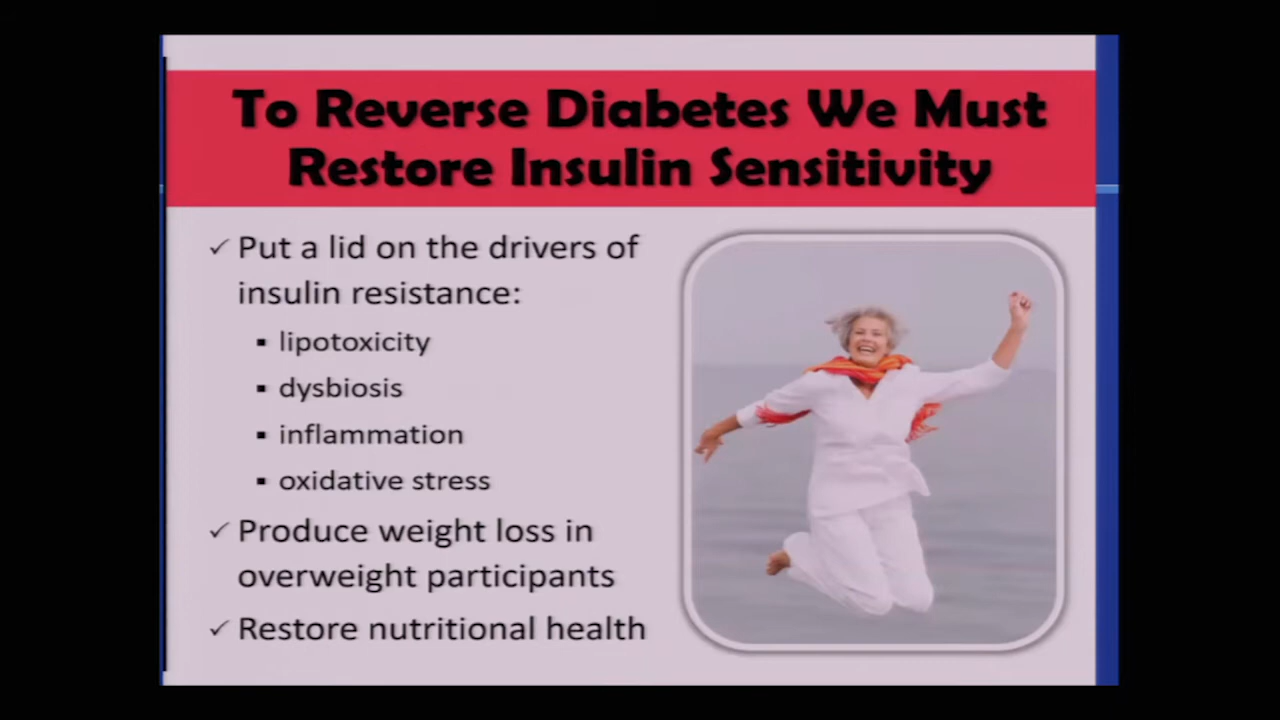 To Reverse Diabetes We Must
Restore Insulin Sensitivity
✓ Put a lid on the drivers of
insulin resistance:
▪ lipotoxicity
▪ dysbiosis
▪ inflammation
▪ oxidative stress
✓ Produce weight loss in
overweight participants
✓ Restore nutritional health